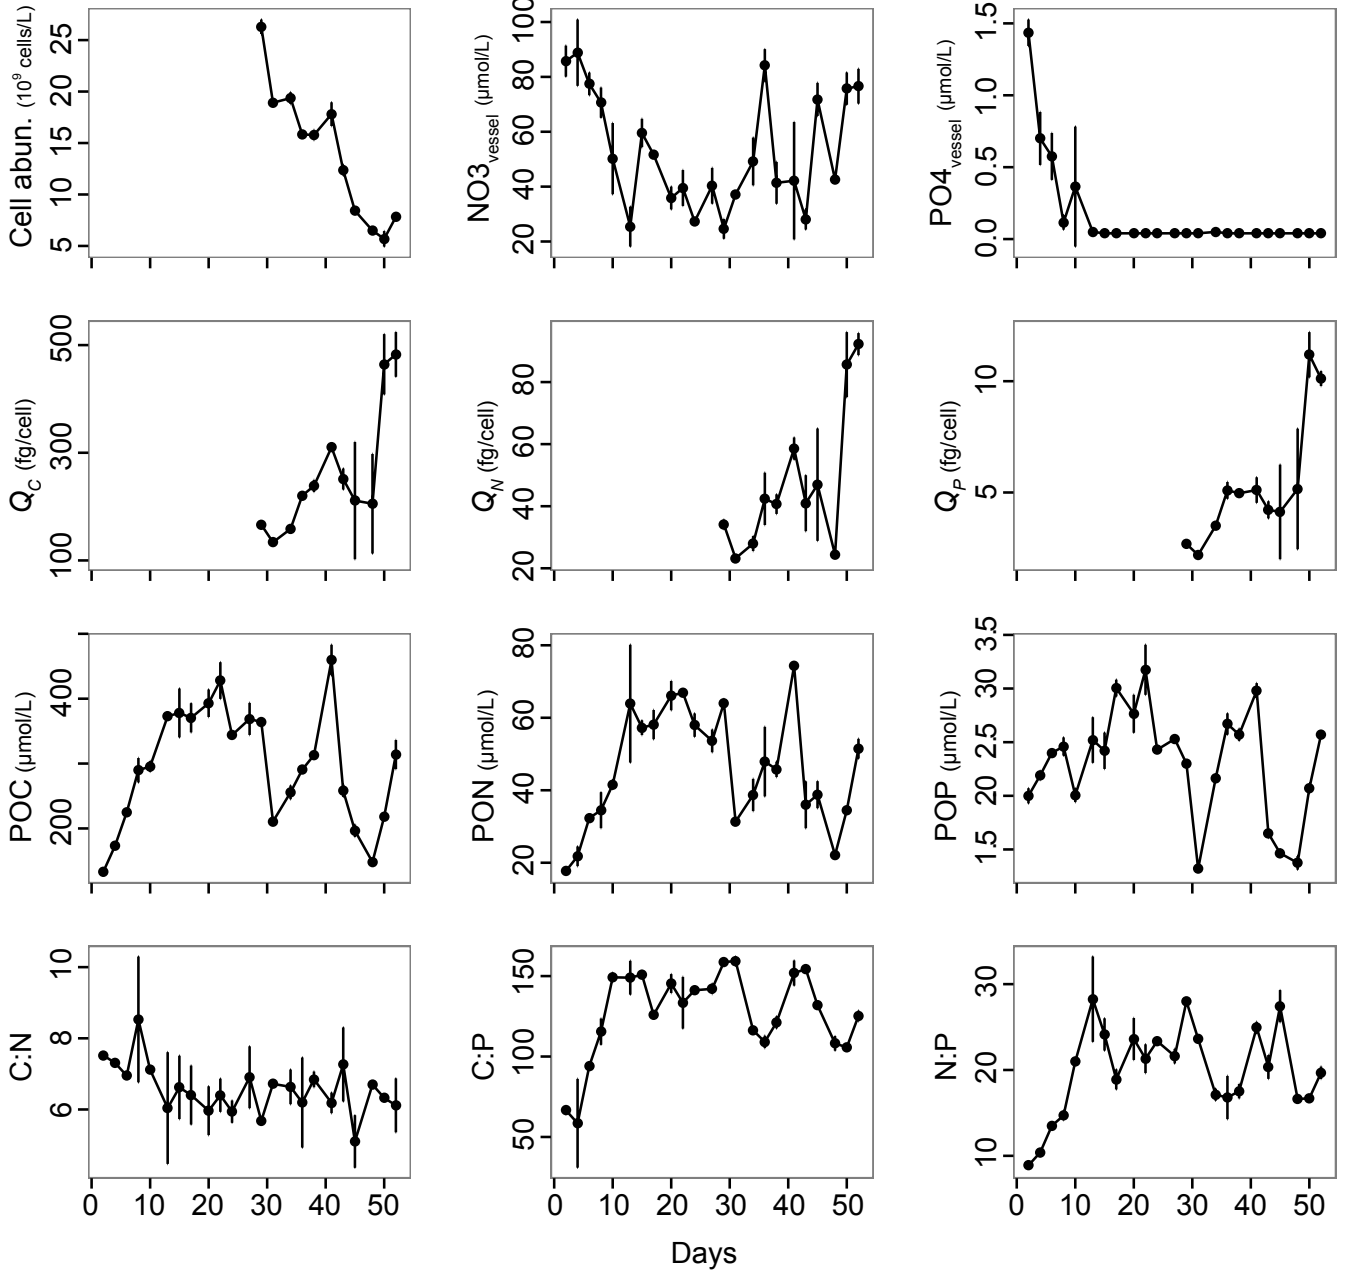 Cell abun. (10⁹ cells/L)
25
20
15
10
5
NO3vessel (µmol/L)
100
80
60
40
20
PO4vessel (µmol/L)
1.5
1.0
0.5
0.0
QC (fg/cell)
500
300
100
QN (fg/cell)
80
60
40
20
QP (fg/cell)
10
5
POC (µmol/L)
400
200
PON (µmol/L)
80
60
40
20
POP (µmol/L)
3.5
3.0
2.5
2.0
1.5
C:N
10
8
6
C:P
150
100
50
N:P
30
20
10
0 10 20 30 40 50
0 10 20 30 40 50
0 10 20 30 40 50
Days